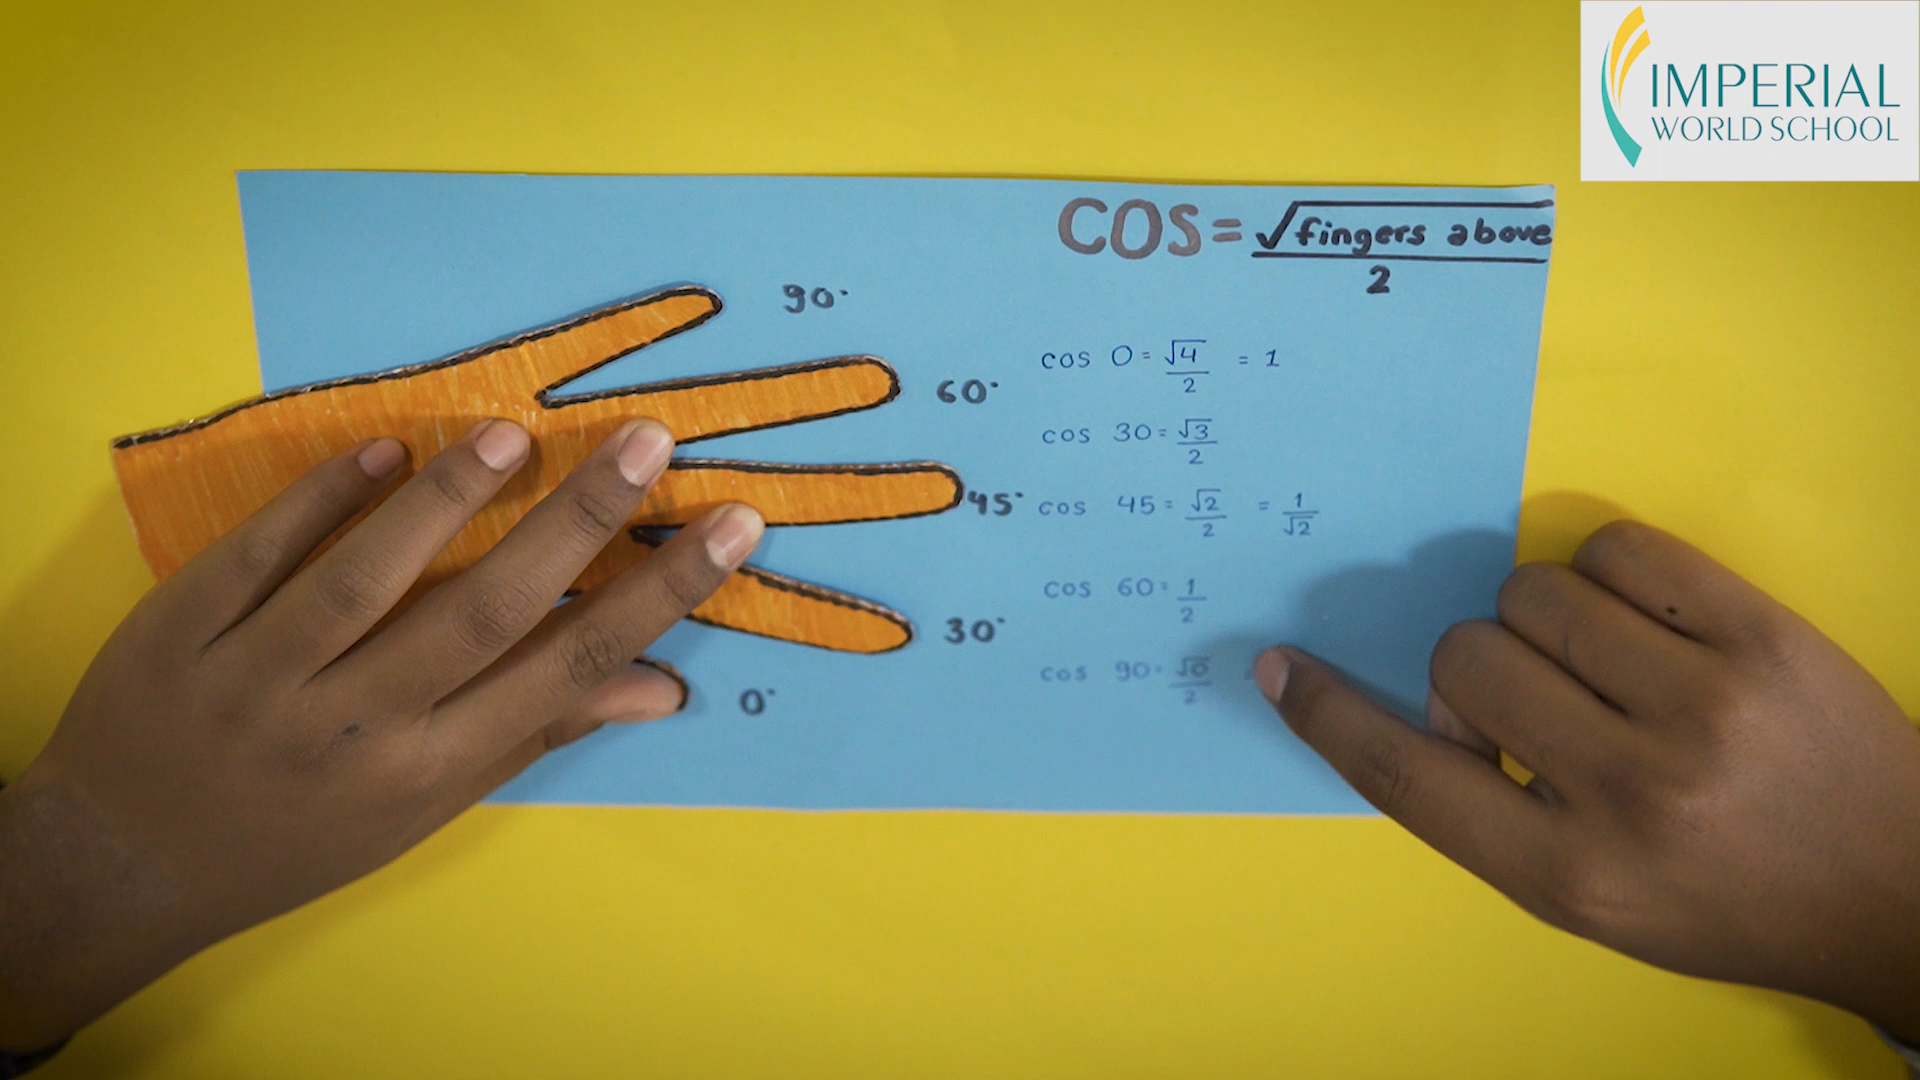 IMPERIAL
WORLD SCHOOL
COS = √fingers above / 2
90°
60°
45°
30°
0°
cos 0 = √4 / 2 = 1
cos 30 = √3 / 2
cos 45 = √2 / 2 = 1 / √2
cos 60 = 1 / 2
cos 90 = √0 / 2 =